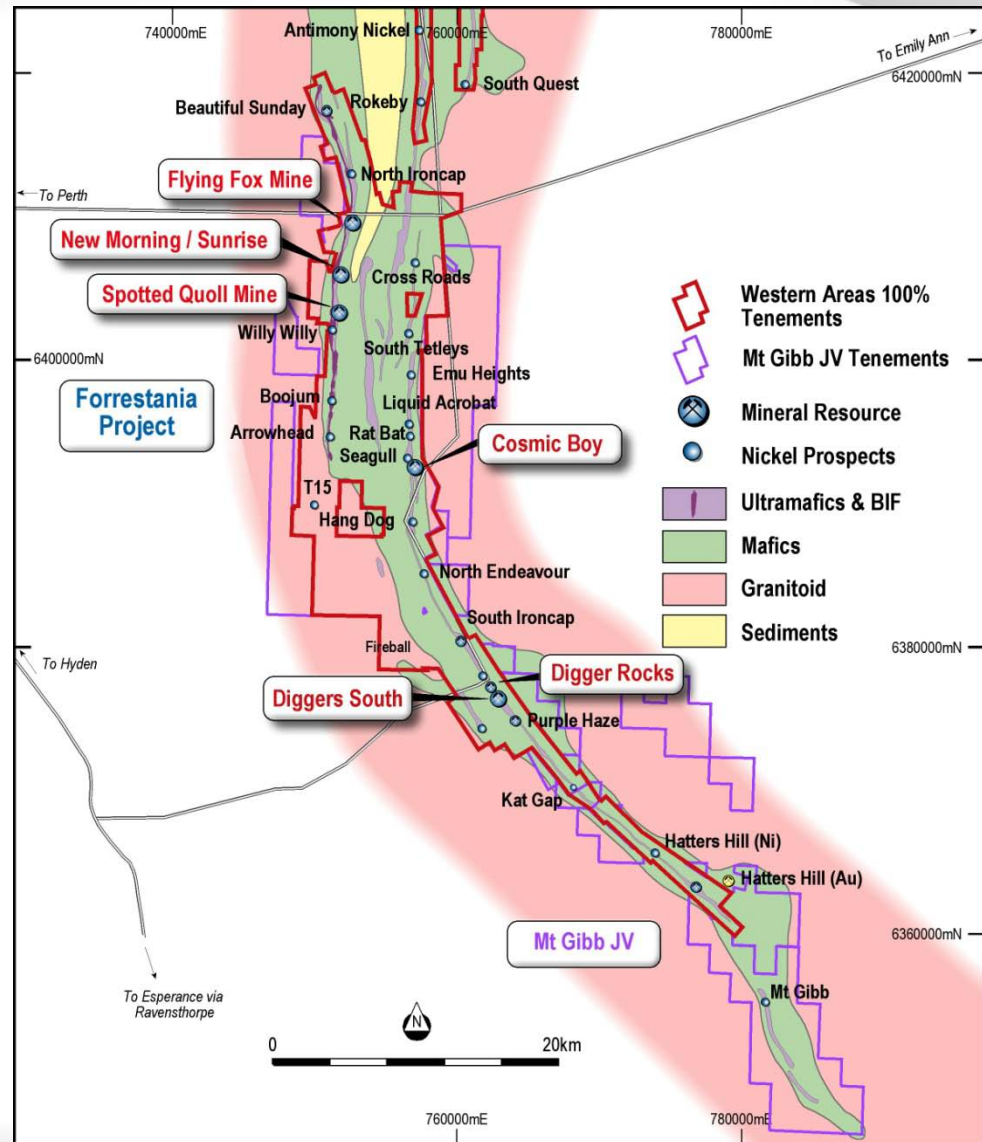 740000mE
760000mE
780000mE
Antimony Nickel
To Emily Ann
6420000mN
South Quest
Beautiful Sunday
Rokeby
North Ironcap
Flying Fox Mine
To Perth
New Morning / Sunrise
Cross Roads
Spotted Quoll Mine
Willy Willy
South Tetleys
6400000mN
Emu Heights
Forrestania
Project
Boojum
Liquid Acrobat
Arrowhead
Rat Bat
Seagull
Cosmic Boy
T15
Hang Dog
North Endeavour
South Ironcap
Fireball
To Hyden
6380000mN
Digger Rocks
Diggers South
Purple Haze
Kat Gap
Hatters Hill (Ni)
Hatters Hill (Au)
Mt Gibb JV
6360000mN
Mt Gibb
To Esperance via
Ravensthorpe
N
0
20km
760000mE
780000mE
Western Areas 100%
Tenements
Mt Gibb JV Tenements
Mineral Resource
Nickel Prospects
Ultramafics & BIF
Mafics
Granitoid
Sediments